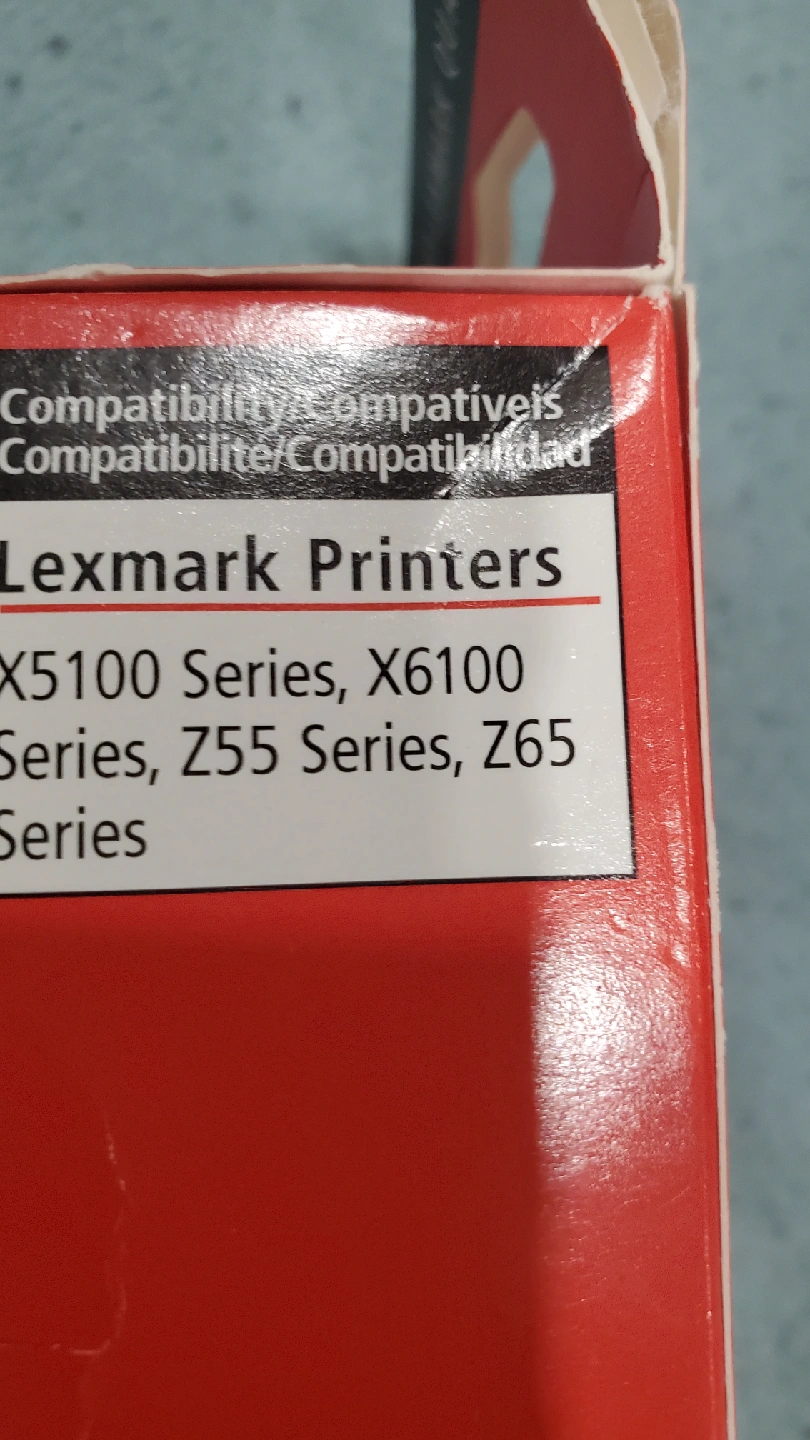 Compatibility/Compatíveis
Compatibilité/Compatibilidad
Lexmark Printers
X5100 Series, X6100
Series, Z55 Series, Z65
Series